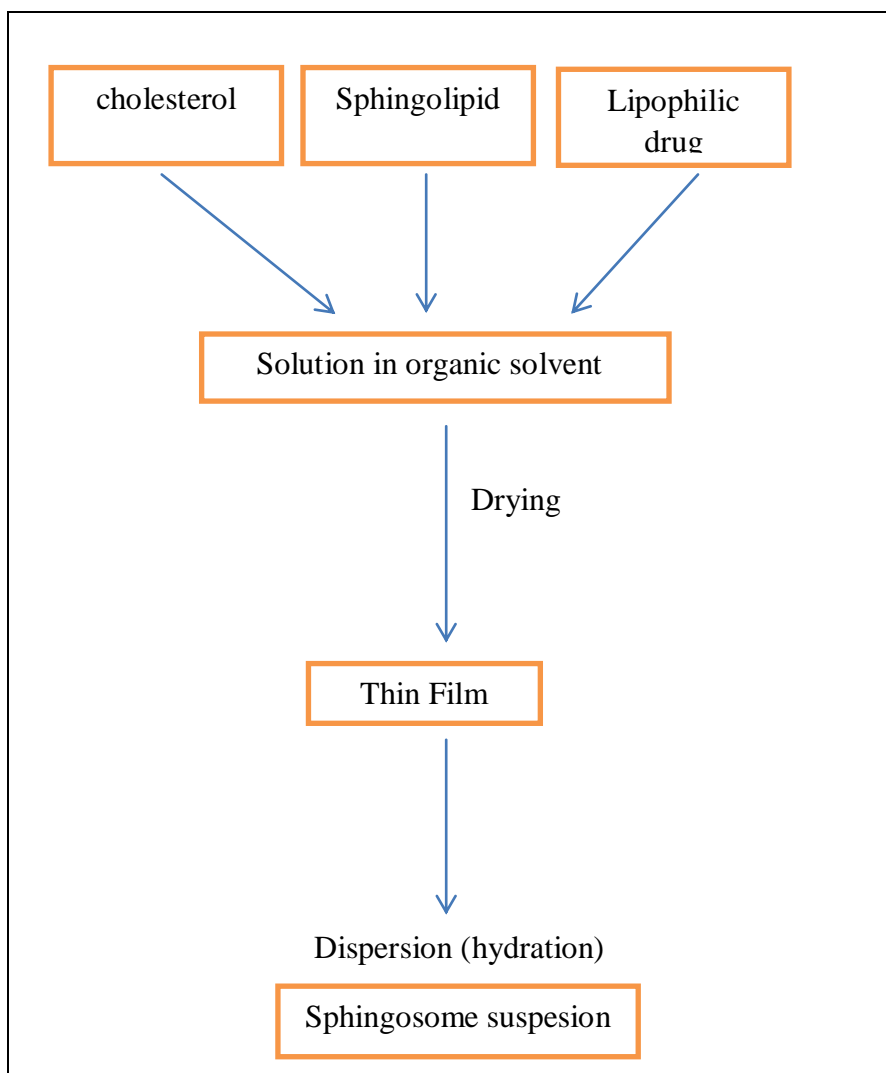 cholesterol
Sphingolipid
Lipophilic
drug
Solution in organic solvent
Drying
Thin Film
Dispersion (hydration)
Sphingosome suspesion